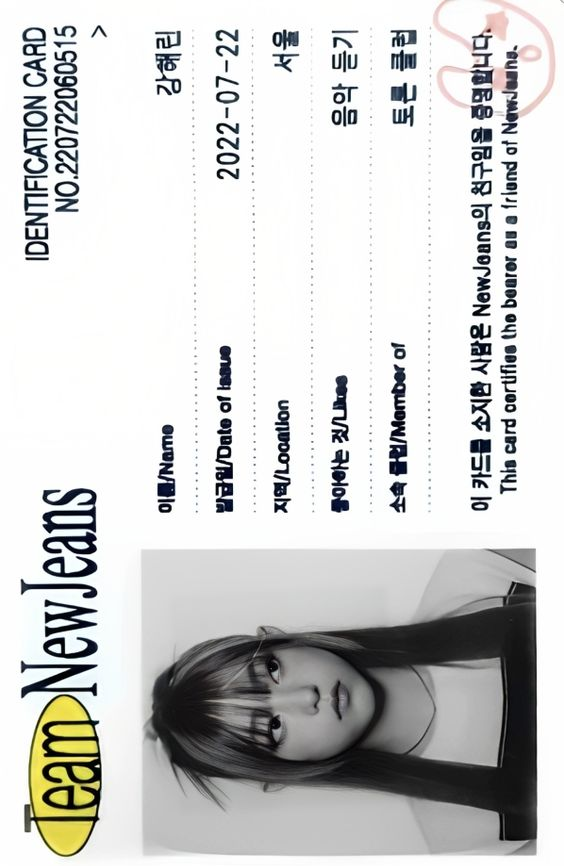 Team NewJeans
IDENTIFICATION CARD
NO.220722060515
>
이름/Name 강해린
발급일/Date of issue 2022-07-22
지역/Location 서울
좋아하는 것/Likes 음악 듣기
소속 클럽/Member of 토론 클럽
이 카드를 소지한 사람은 NewJeans의 친구임을 증명합니다.
This card certifies the bearer as a friend of NewJeans.